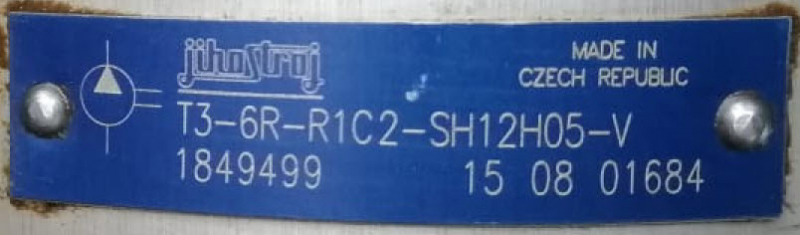 jihostroj
MADE IN
CZECH REPUBLIC
T3-6R-R1C2-SH12H05-V
1849499 15 08 01684